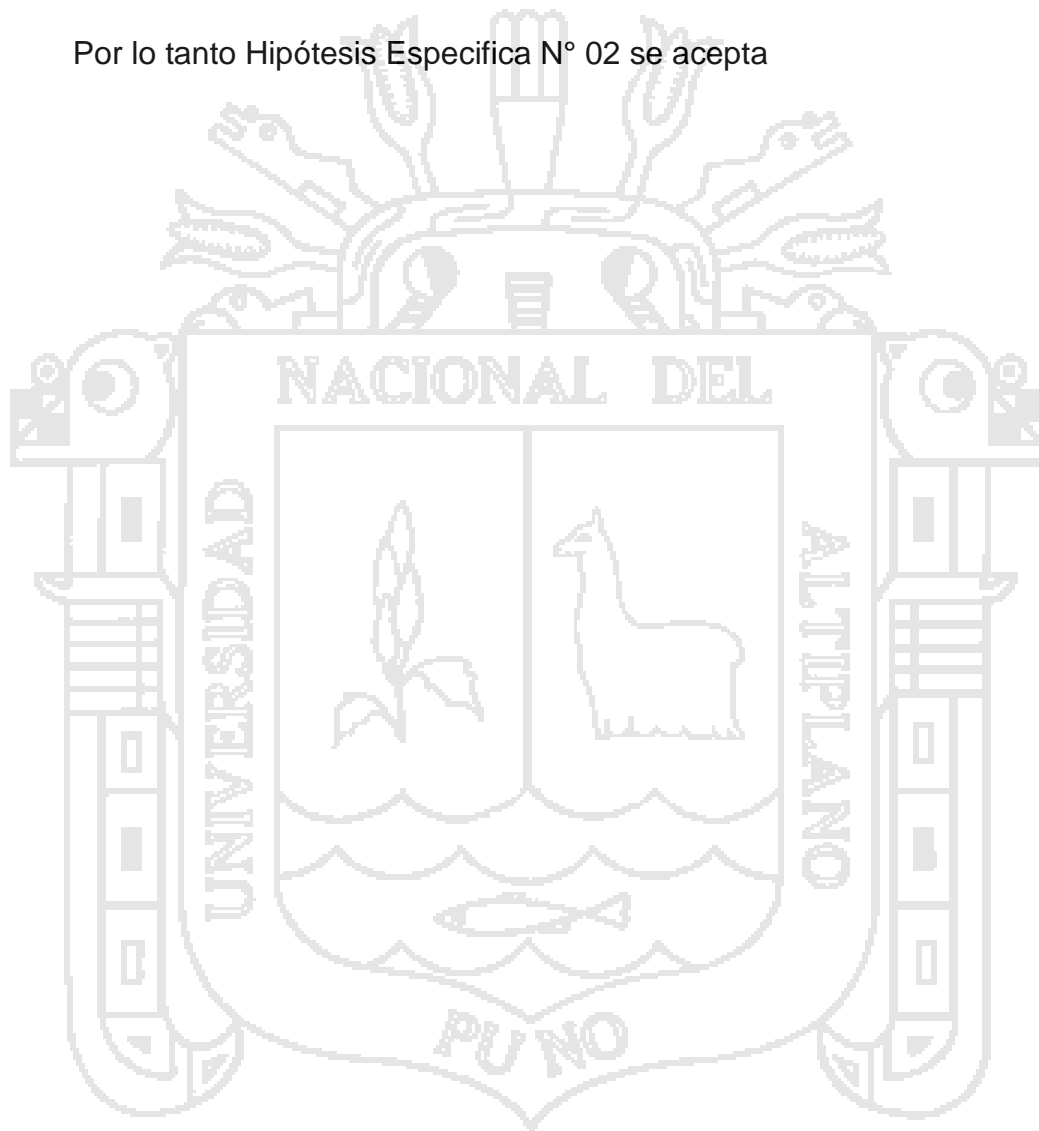 Por lo tanto Hipótesis Especifica N° 02 se acepta
NACIONAL DEL
UNIVERSIDAD
ALTIPLANO
PUNO